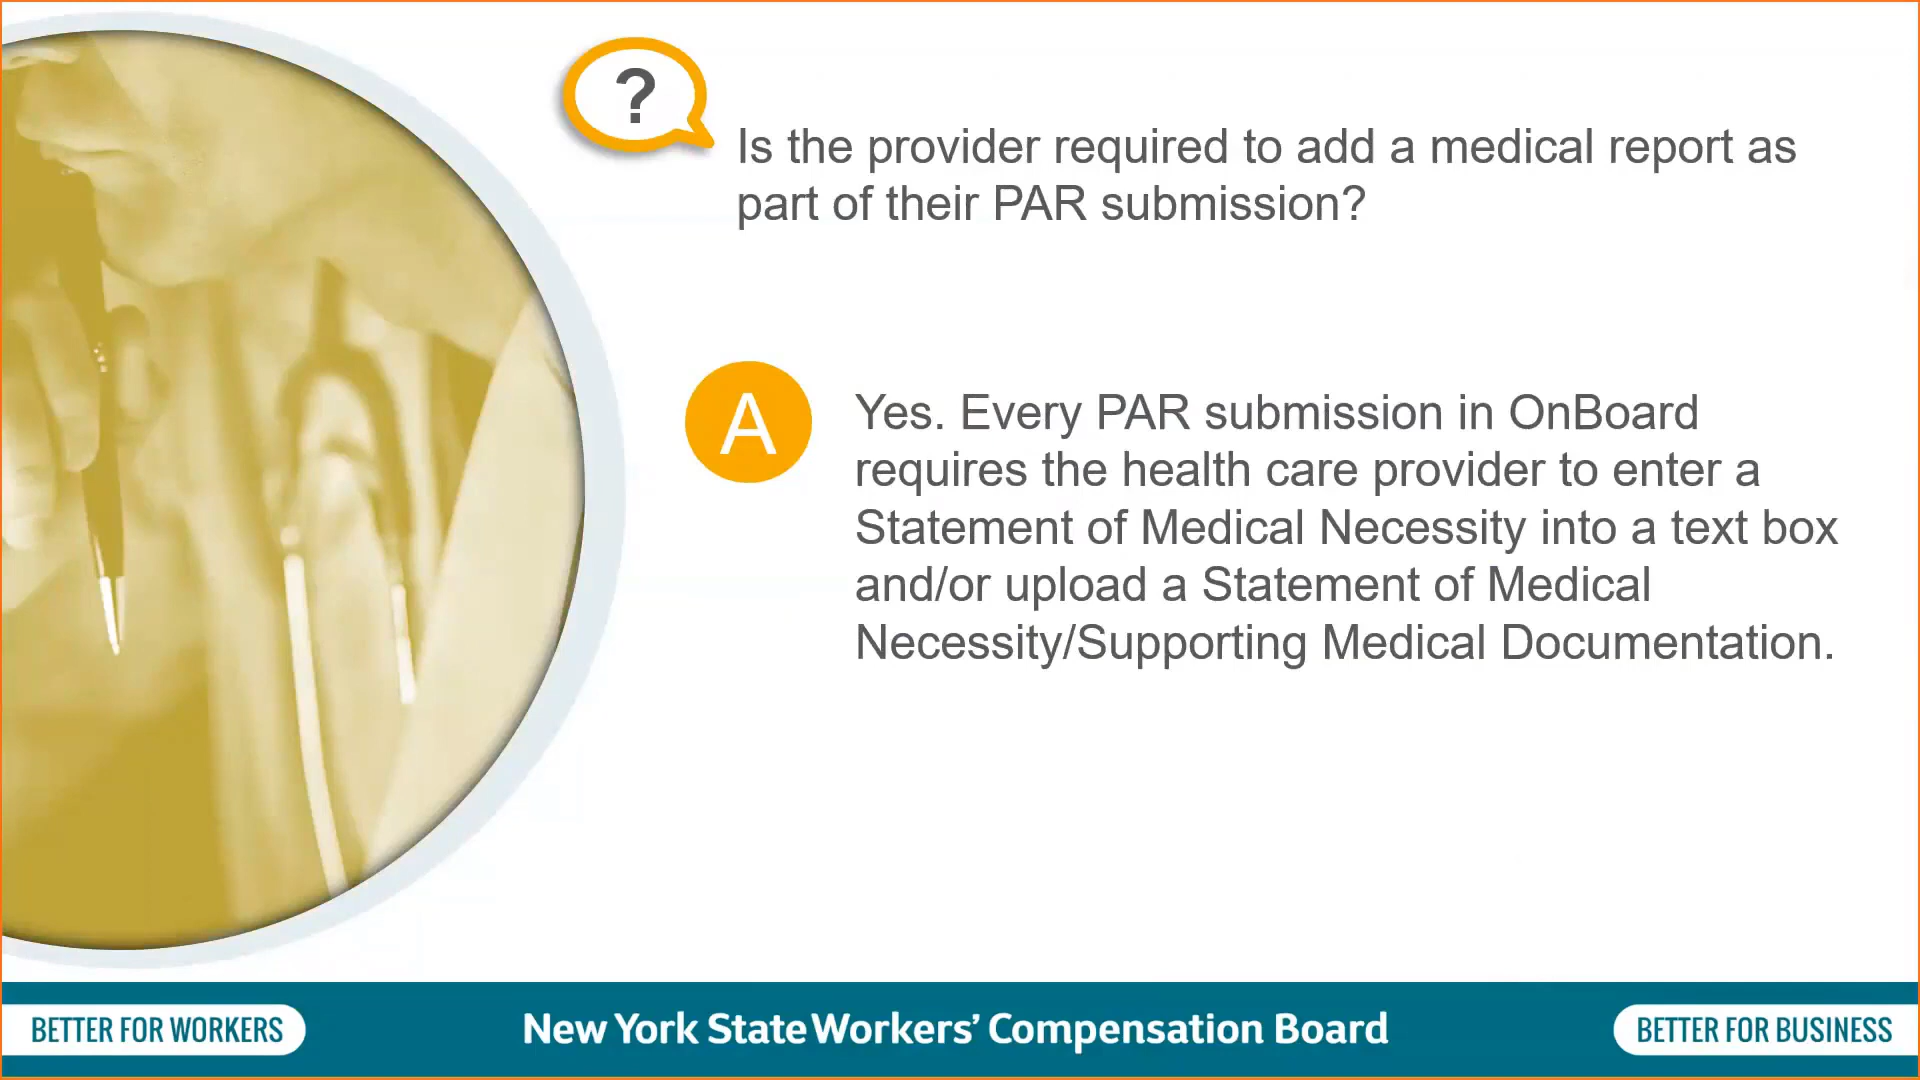 ?
Is the provider required to add a medical report as
part of their PAR submission?
A
Yes. Every PAR submission in OnBoard
requires the health care provider to enter a
Statement of Medical Necessity into a text box
and/or upload a Statement of Medical
Necessity/Supporting Medical Documentation.
BETTER FOR WORKERS
New York State Workers’ Compensation Board
BETTER FOR BUSINESS